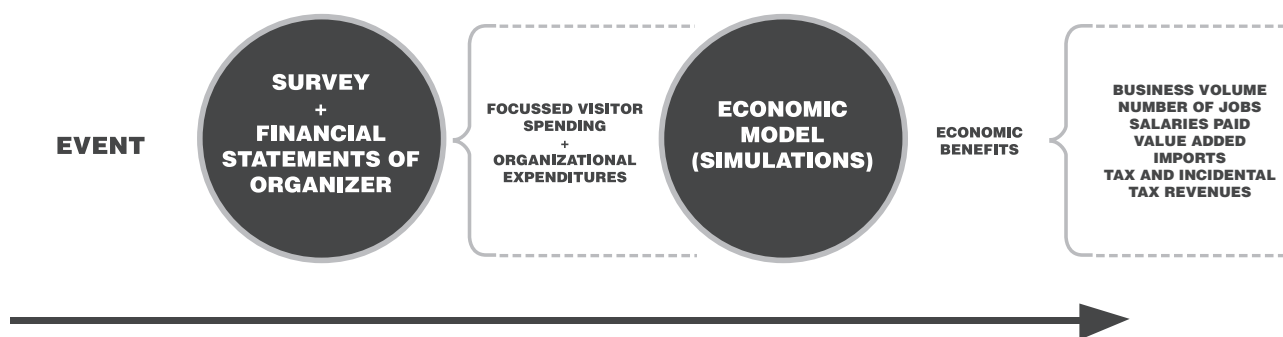 EVENT
SURVEY
+
FINANCIAL
STATEMENTS OF
ORGANIZER
FOCUSSED VISITOR
SPENDING
+
ORGANIZATIONAL
EXPENDITURES
ECONOMIC
MODEL
(SIMULATIONS)
ECONOMIC
BENEFITS
BUSINESS VOLUME
NUMBER OF JOBS
SALARIES PAID
VALUE ADDED
IMPORTS
TAX AND INCIDENTAL
TAX REVENUES